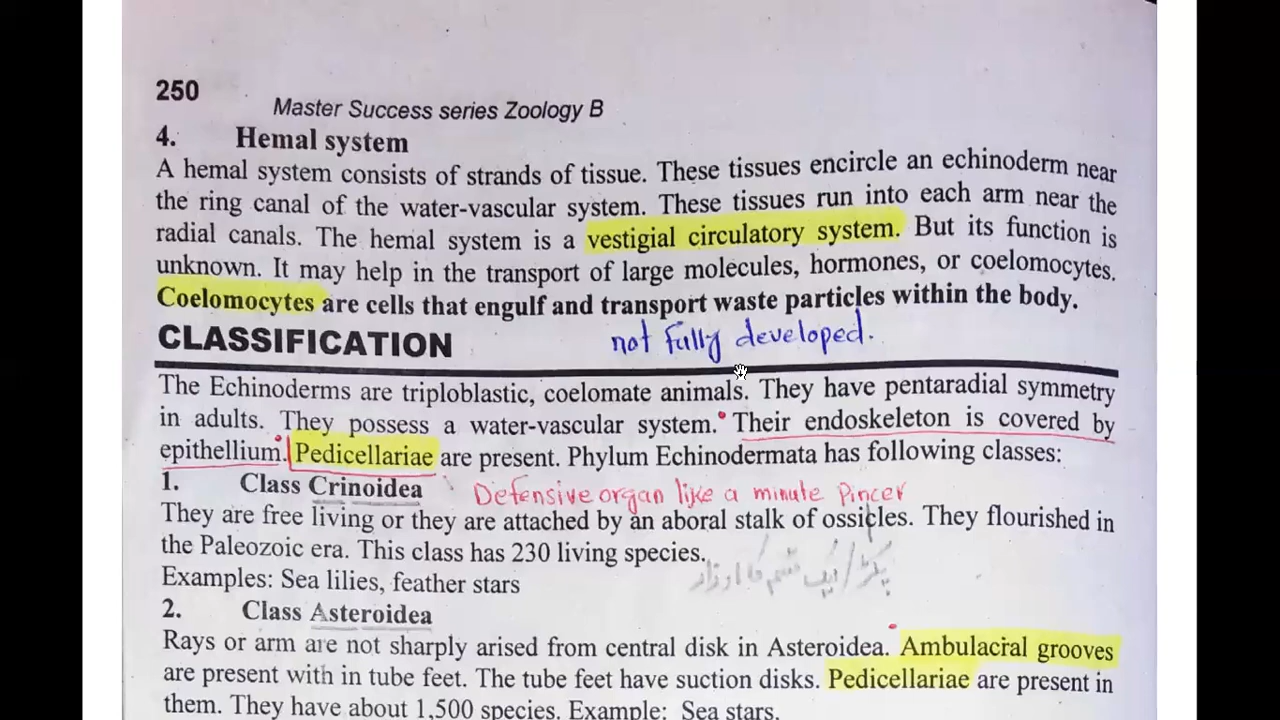 250
Master Success series Zoology B
4. Hemal system
A hemal system consists of strands of tissue. These tissues encircle an echinoderm near
the ring canal of the water-vascular system. These tissues run into each arm near the
radial canals. The hemal system is a vestigial circulatory system. But its function is
unknown. It may help in the transport of large molecules, hormones, or coelomocytes.
Coelomocytes are cells that engulf and transport waste particles within the body.
CLASSIFICATION
not fully developed.
The Echinoderms are triploblastic, coelomate animals. They have pentaradial symmetry
in adults. They possess a water-vascular system. Their endoskeleton is covered by
epithellium. Pedicellariae are present. Phylum Echinodermata has following classes:
1. Class Crinoidea
Defensive organ like a minute Pincer
They are free living or they are attached by an aboral stalk of ossicles. They flourished in
the Paleozoic era. This class has 230 living species.
ایک قسم کا اوزار
Examples: Sea lilies, feather stars
2. Class Asteroidea
Rays or arm are not sharply arised from central disk in Asteroidea. Ambulacial grooves
are present with in tube feet. The tube feet have suction disks. Pedicellariae are present in
them. They have about 1,500 species. Example: Sea stars.